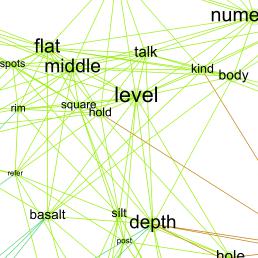 nume
flat
talk
spots
middle
kind
body
level
rim
square
hold
refer
basalt
silt
depth
post
hole